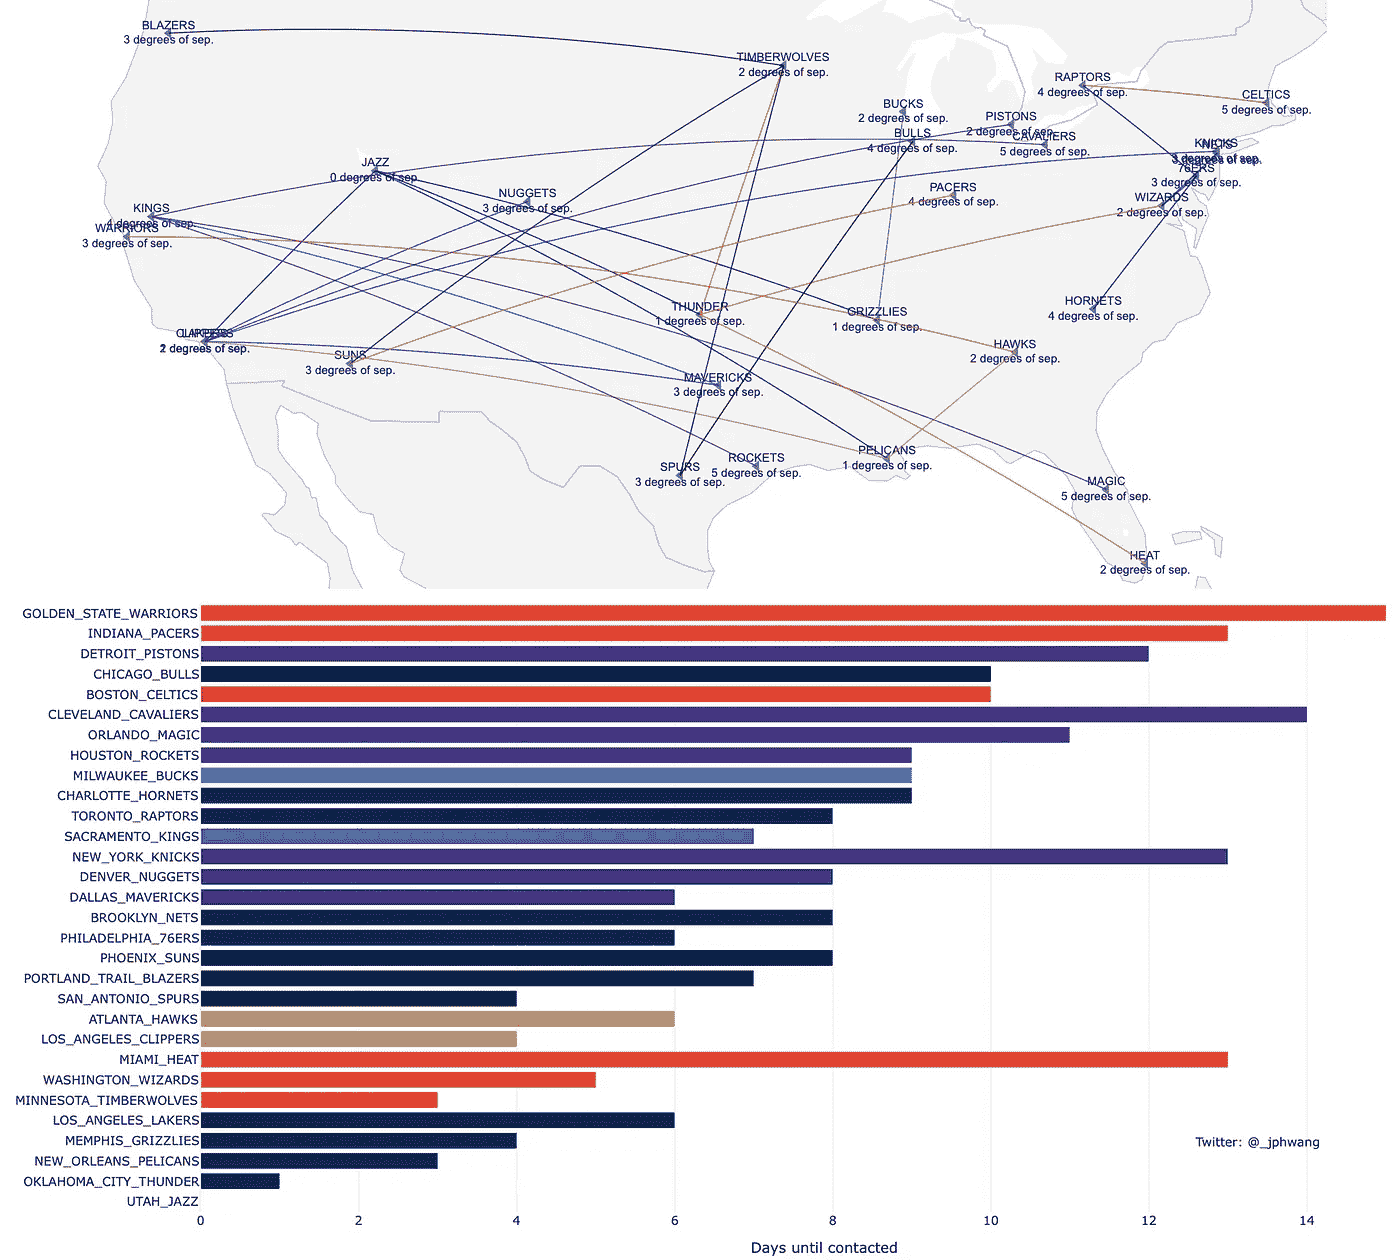 BLAZERS
3 degrees of sep.
TIMBERWOLVES
2 degrees of sep.
RAPTORS
4 degrees of sep.
CELTICS
5 degrees of sep.
BUCKS
2 degrees of sep.
PISTONS
2 degrees of sep.
BULLS
4 degrees of sep.
CAVALIERS
5 degrees of sep.
KNICKS
NETS
3 degrees of sep.
76ERS
3 degrees of sep.
JAZZ
0 degrees of sep.
NUGGETS
3 degrees of sep.
PACERS
4 degrees of sep.
WIZARDS
2 degrees of sep.
KINGS
4 degrees of sep.
WARRIORS
3 degrees of sep.
THUNDER
1 degrees of sep.
GRIZZLIES
1 degrees of sep.
HORNETS
4 degrees of sep.
2 degrees of sep.
SUNS
3 degrees of sep.
HAWKS
2 degrees of sep.
MAVERICKS
3 degrees of sep.
SPURS
3 degrees of sep.
ROCKETS
5 degrees of sep.
PELICANS
1 degrees of sep.
MAGIC
5 degrees of sep.
HEAT
2 degrees of sep.
GOLDEN_STATE_WARRIORS
INDIANA_PACERS
DETROIT_PISTONS
CHICAGO_BULLS
BOSTON_CELTICS
CLEVELAND_CAVALIERS
ORLANDO_MAGIC
HOUSTON_ROCKETS
MILWAUKEE_BUCKS
CHARLOTTE_HORNETS
TORONTO_RAPTORS
SACRAMENTO_KINGS
NEW_YORK_KNICKS
DENVER_NUGGETS
DALLAS_MAVERICKS
BROOKLYN_NETS
PHILADELPHIA_76ERS
PHOENIX_SUNS
PORTLAND_TRAIL_BLAZERS
SAN_ANTONIO_SPURS
ATLANTA_HAWKS
LOS_ANGELES_CLIPPERS
MIAMI_HEAT
WASHINGTON_WIZARDS
MINNESOTA_TIMBERWOLVES
LOS_ANGELES_LAKERS
MEMPHIS_GRIZZLIES
Twitter: @_jphwang
NEW_ORLEANS_PELICANS
OKLAHOMA_CITY_THUNDER
UTAH_JAZZ
0 2 4 6 8 10 12 14
Days until contacted